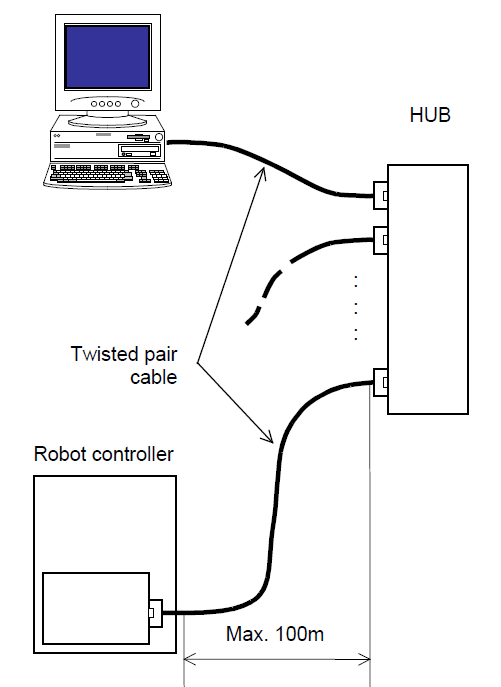 HUB
Twisted pair
cable
Robot controller
Max. 100m